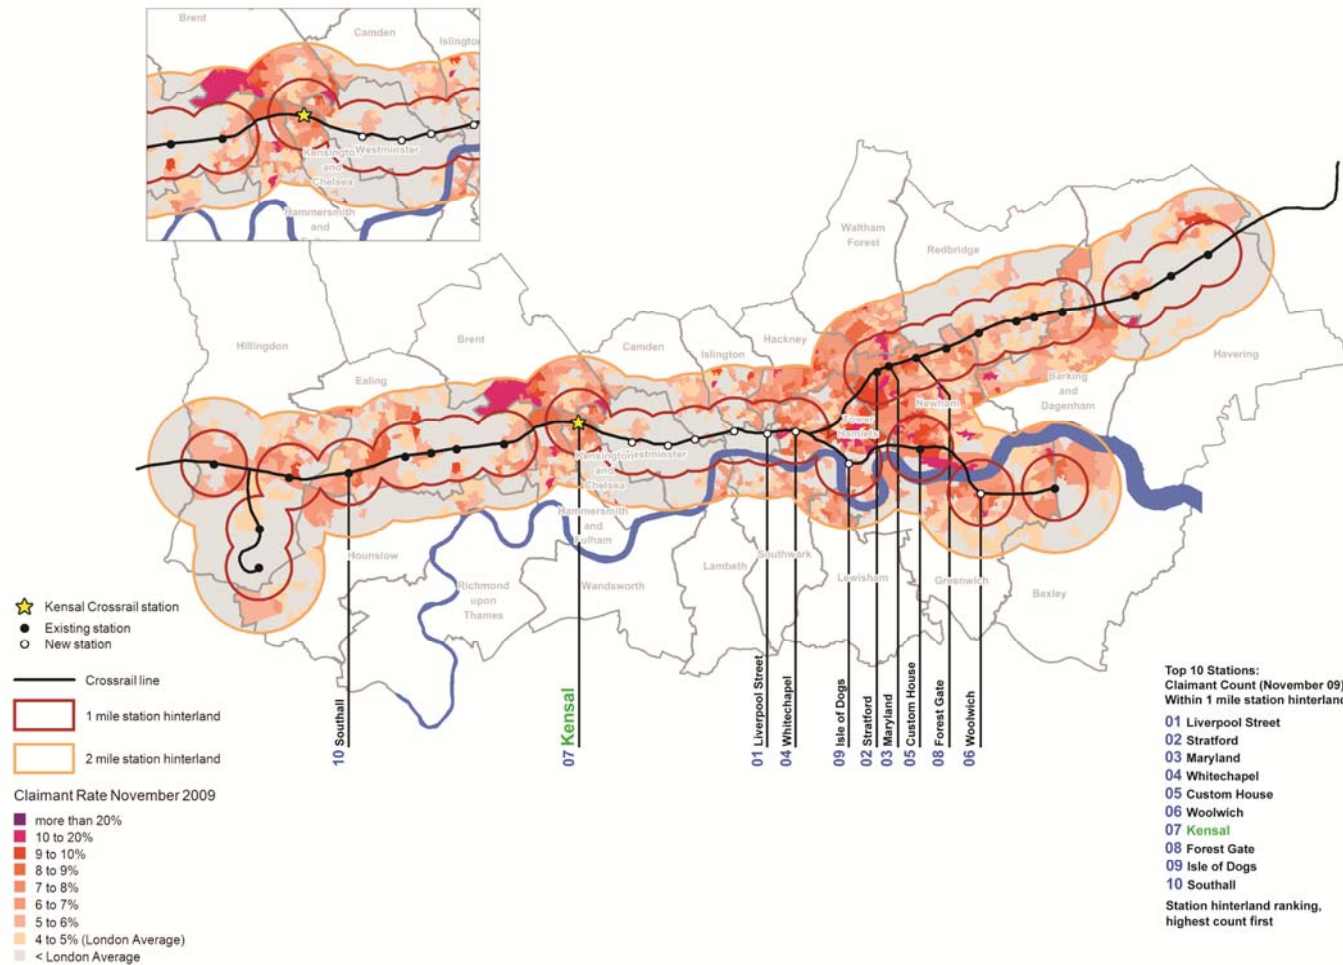 Brent
Camden
Islington
Kensington
and
Chelsea
Westminster
Hammersmith
and
Fulham
Waltham
Forest
Redbridge
Hillingdon
Brent
Camden
Islington
Hackney
Havering
Ealing
Barking
and
Dagenham
Newham
Tower
Hamlets
Kensington
and
Chelsea
Westminster
Hammersmith
and
Fulham
Hounslow
Richmond
upon
Thames
Wandsworth
Lambeth
Southwark
Lewisham
Greenwich
Bexley
Kensal Crossrail station
Existing station
New station
Crossrail line
1 mile station hinterland
2 mile station hinterland
Claimant Rate November 2009
more than 20%
10 to 20%
9 to 10%
8 to 9%
7 to 8%
6 to 7%
5 to 6%
4 to 5% (London Average)
< London Average
10 Southall
07 Kensal
01 Liverpool Street
04 Whitechapel
09 Isle of Dogs
02 Stratford
03 Maryland
05 Custom House
08 Forest Gate
06 Woolwich
Top 10 Stations:
Claimant Count (November 09)
Within 1 mile station hinterland
01 Liverpool Street
02 Stratford
03 Maryland
04 Whitechapel
05 Custom House
06 Woolwich
07 Kensal
08 Forest Gate
09 Isle of Dogs
10 Southall
Station hinterland ranking,
highest count first